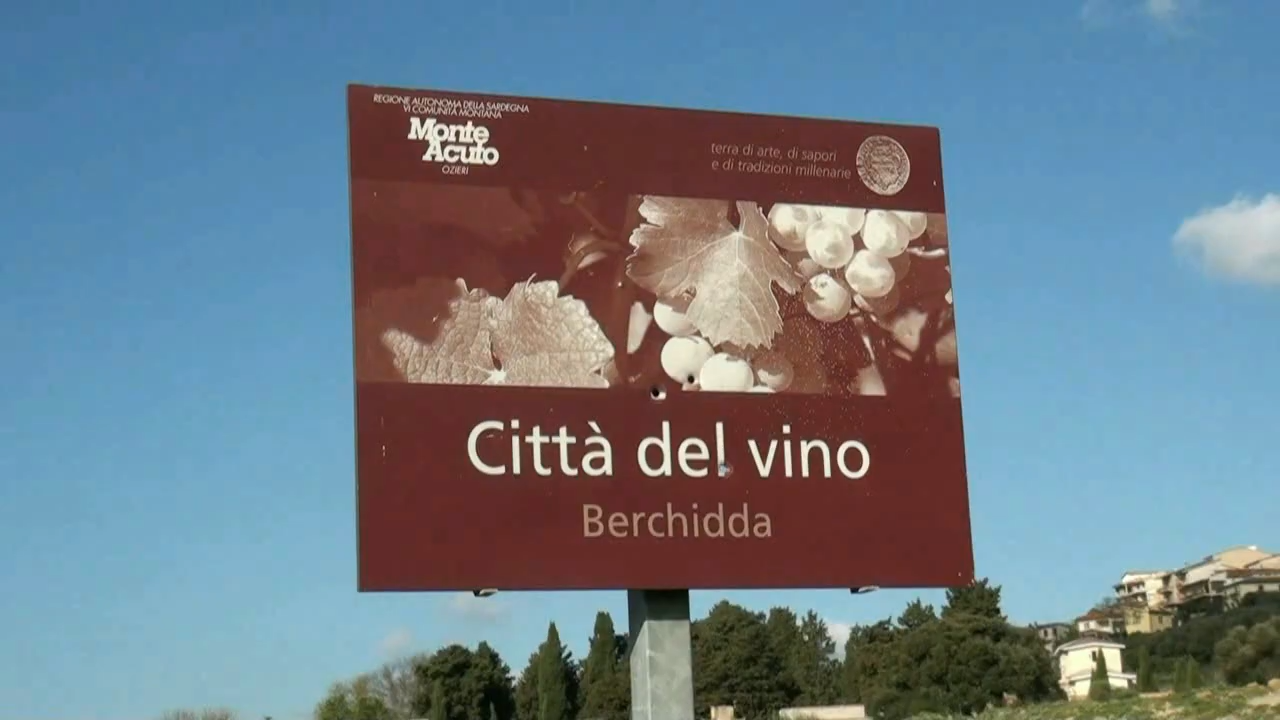 REGIONE AUTONOMA DELLA SARDEGNA
VI COMUNITÀ MONTANA
Monte
Acuto
OZIERI
terra di arte, di sapori
e di tradizioni millenarie
Città del vino
Berchidda